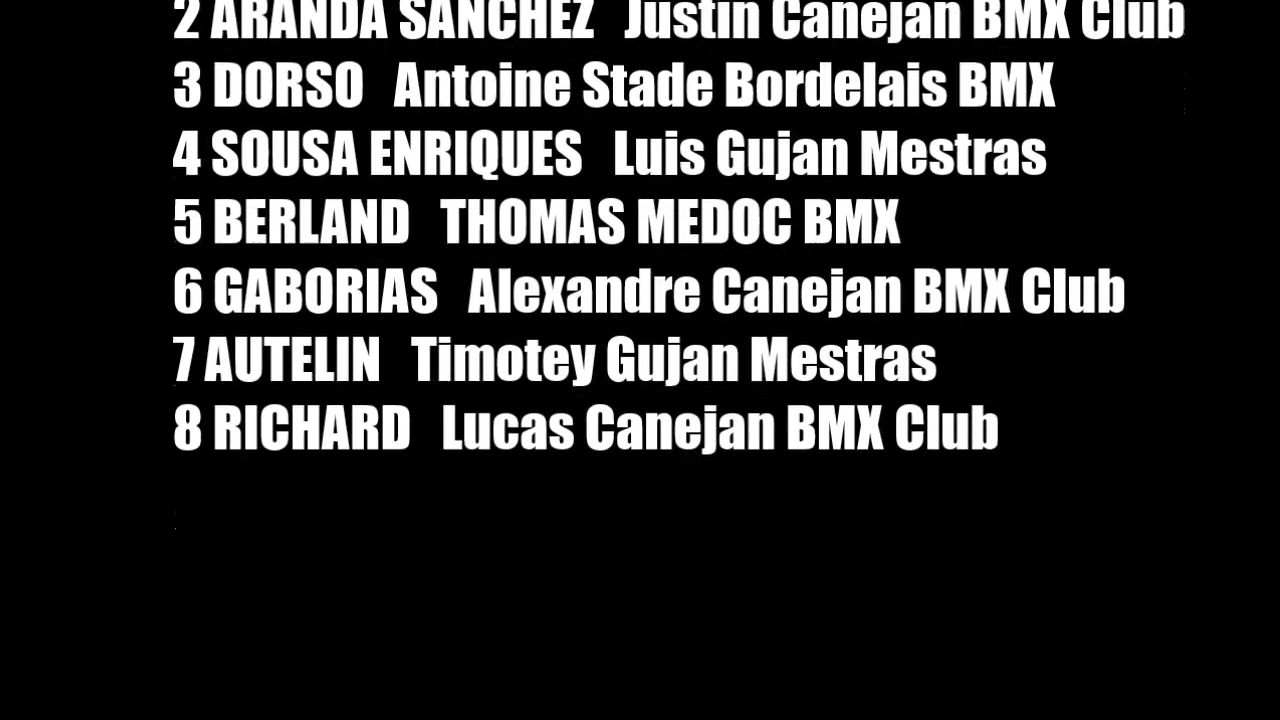 2 ARANDA SANCHEZ Justin Canejan BMX Club
3 DORSO Antoine Stade Bordelais BMX
4 SOUSA ENRIQUES Luis Gujan Mestras
5 BERLAND THOMAS MEDOC BMX
6 GABORIAS Alexandre Canejan BMX Club
7 AUTELIN Timotey Gujan Mestras
8 RICHARD Lucas Canejan BMX Club